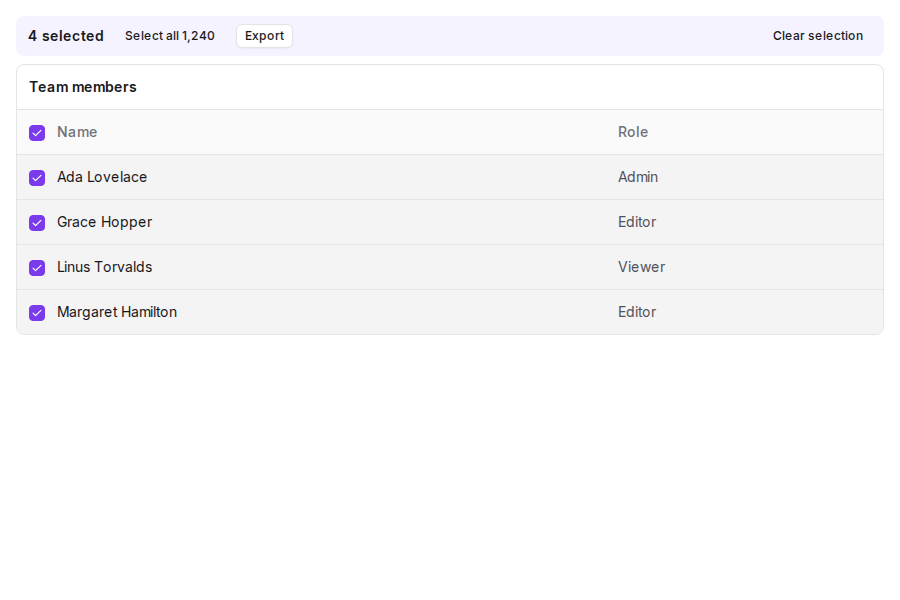 4 selected Select all 1,240 Export Clear selection
Team members
Name Role
Ada Lovelace Admin
Grace Hopper Editor
Linus Torvalds Viewer
Margaret Hamilton Editor